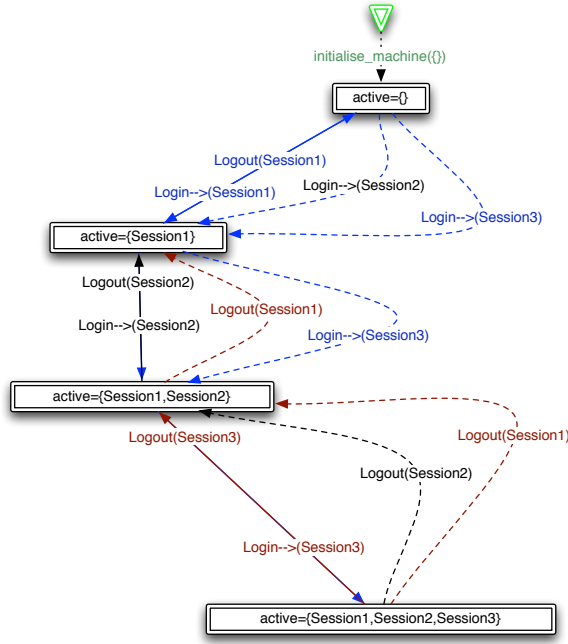 initialise_machine({})
active={}
Logout(Session1)
Login-->(Session2)
Login-->(Session1)
Login-->(Session3)
active={Session1}
Logout(Session2)
Logout(Session1)
Login-->(Session2)
Login-->(Session3)
active={Session1,Session2}
Logout(Session3)
Logout(Session1)
Logout(Session2)
Login-->(Session3)
active={Session1,Session2,Session3}